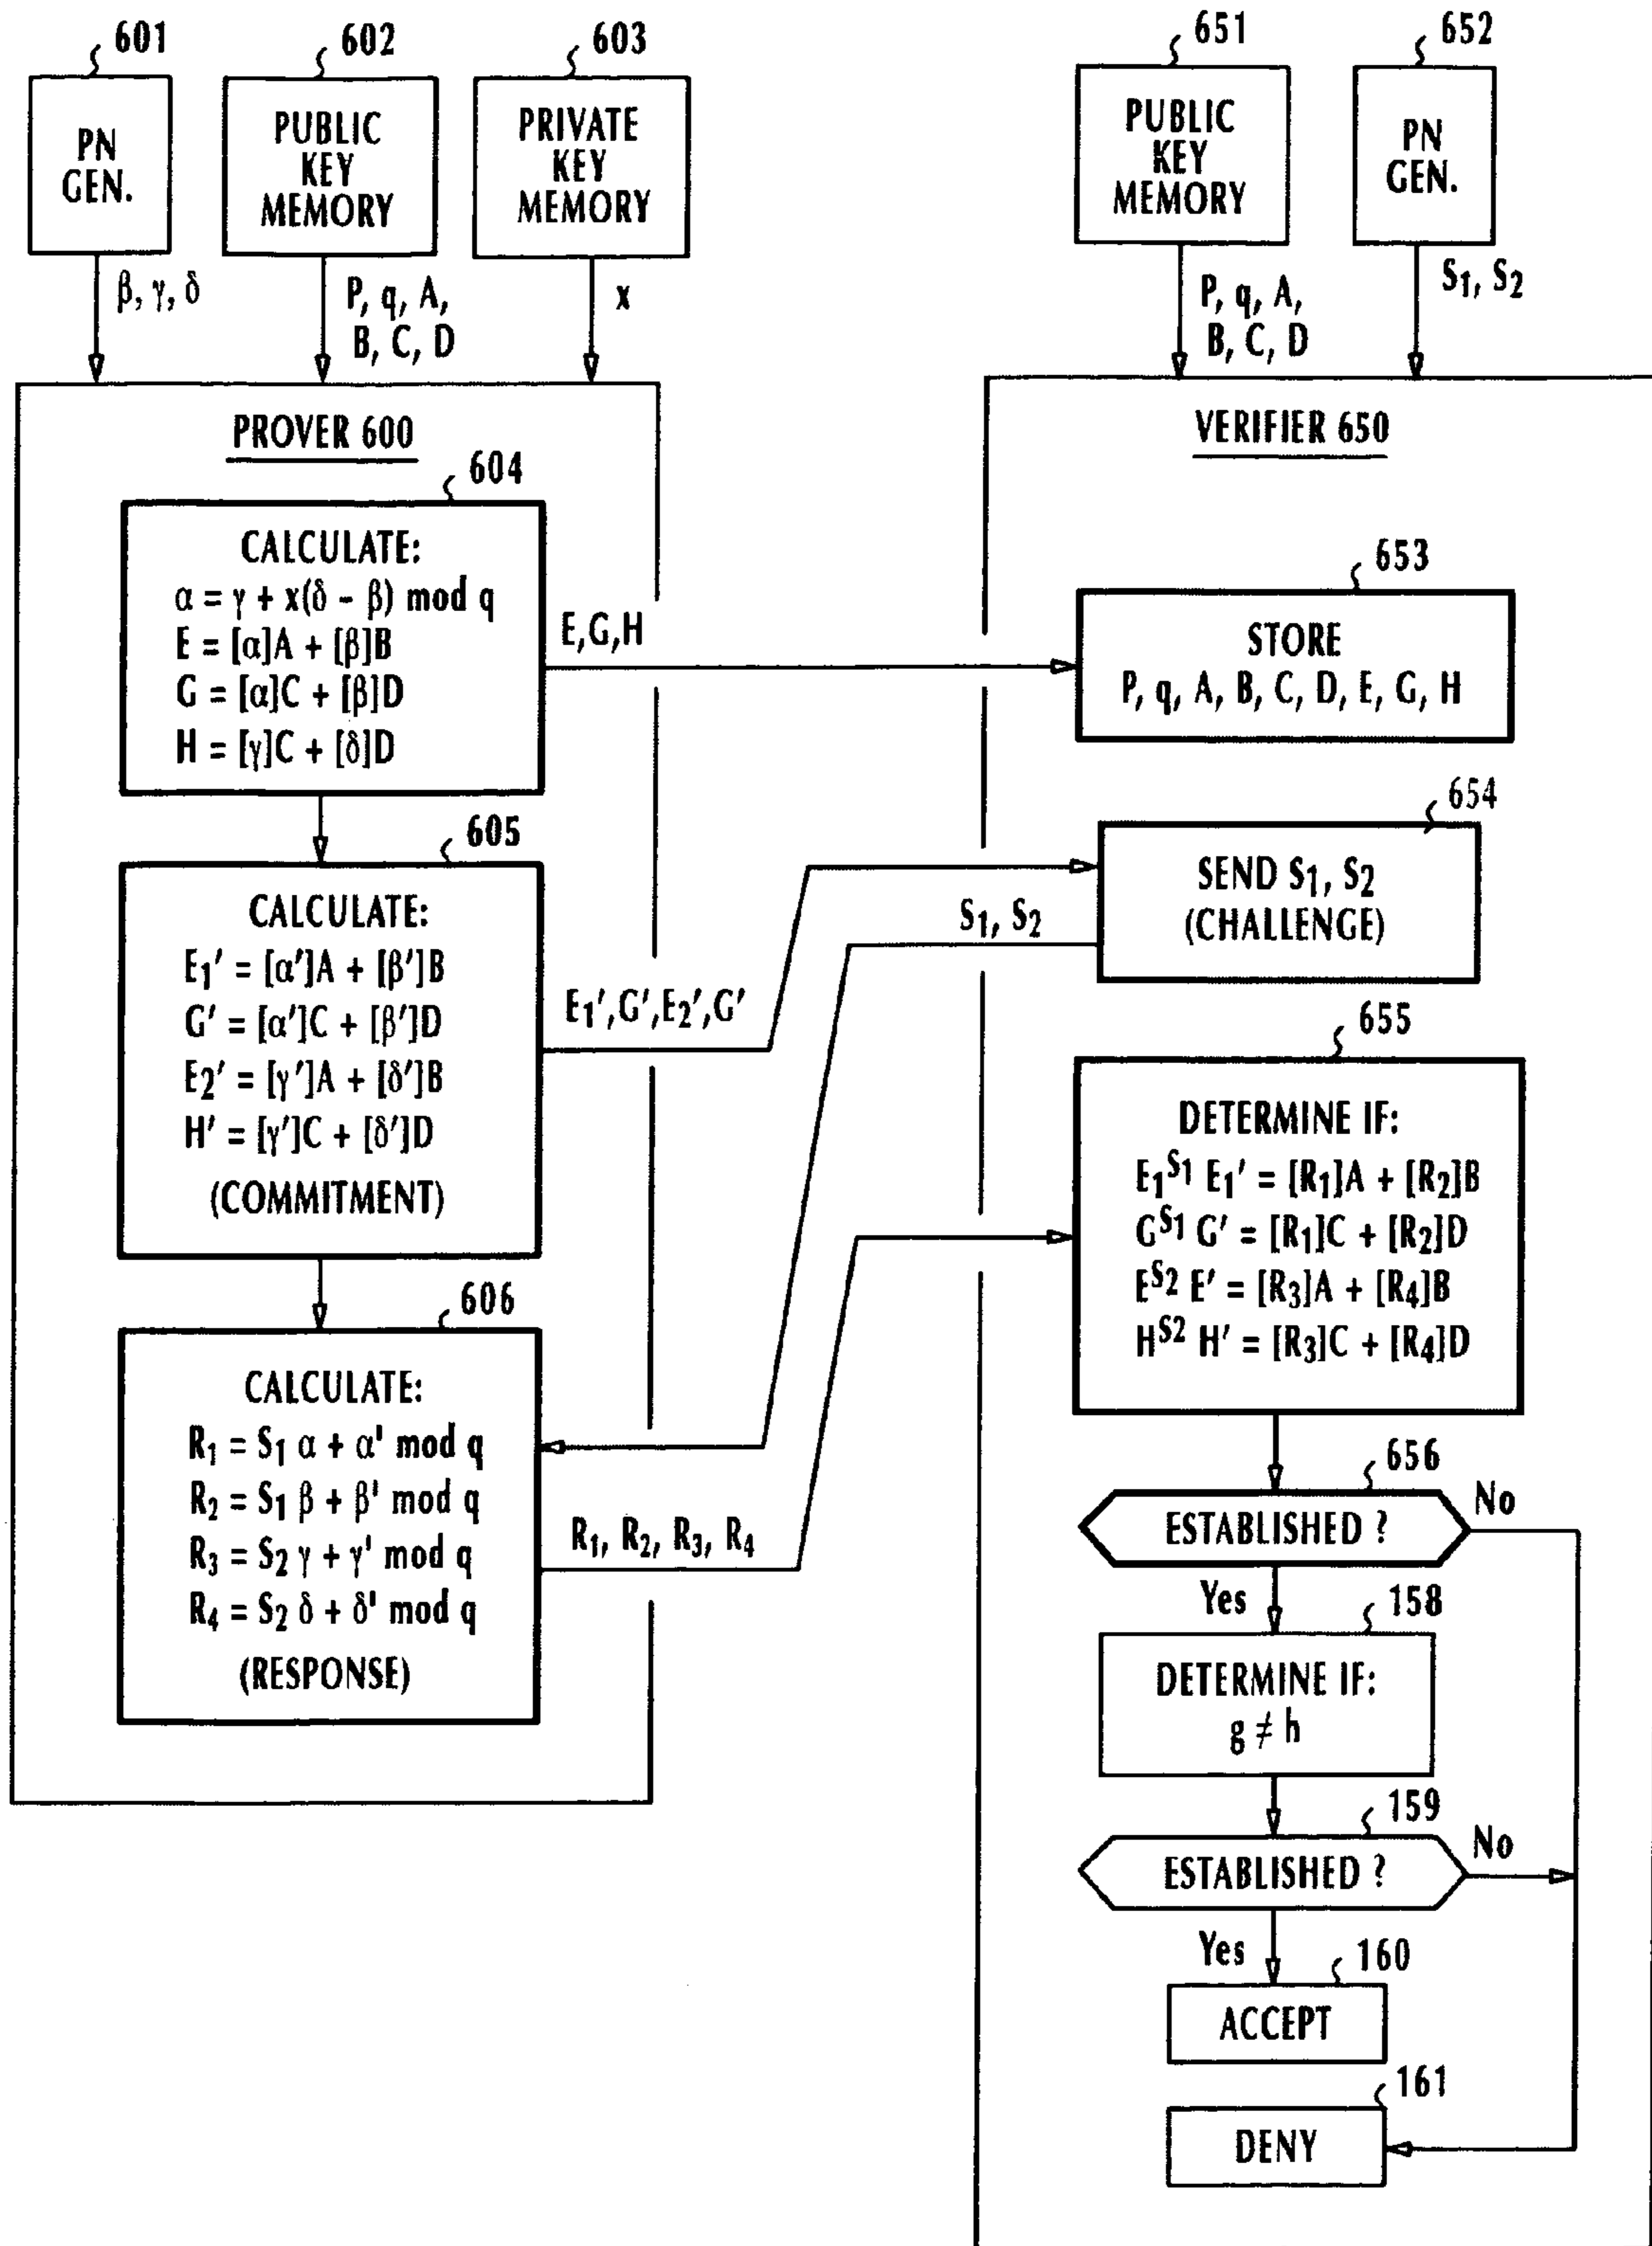 601
PN
GEN.
β, γ, δ
602
PUBLIC
KEY
MEMORY
P, q, A,
B, C, D
603
PRIVATE
KEY
MEMORY
x
651
PUBLIC
KEY
MEMORY
P, q, A,
B, C, D
652
PN
GEN.
S₁, S₂
PROVER 600
604
CALCULATE:
α = γ + x(δ - β) mod q
E = [α]A + [β]B
G = [α]C + [β]D
H = [γ]C + [δ]D
E,G,H
605
CALCULATE:
E₁' = [α']A + [β']B
G' = [α']C + [β']D
E₂' = [γ']A + [δ']B
H' = [γ']C + [δ']D
(COMMITMENT)
E₁',G',E₂',G'
606
CALCULATE:
R₁ = S₁ α + α' mod q
R₂ = S₁ β + β' mod q
R₃ = S₂ γ + γ' mod q
R₄ = S₂ δ + δ' mod q
(RESPONSE)
R₁, R₂, R₃, R₄
VERIFIER 650
653
STORE
P, q, A, B, C, D, E, G, H
654
SEND S₁, S₂
(CHALLENGE)
S₁, S₂
655
DETERMINE IF:
E₁ˢ¹ E₁' = [R₁]A + [R₂]B
Gˢ¹ G' = [R₁]C + [R₂]D
Eˢ² E' = [R₃]A + [R₄]B
Hˢ² H' = [R₃]C + [R₄]D
656
ESTABLISHED ?
No
Yes
158
DETERMINE IF:
g ≠ h
159
ESTABLISHED ?
No
Yes
160
ACCEPT
161
DENY